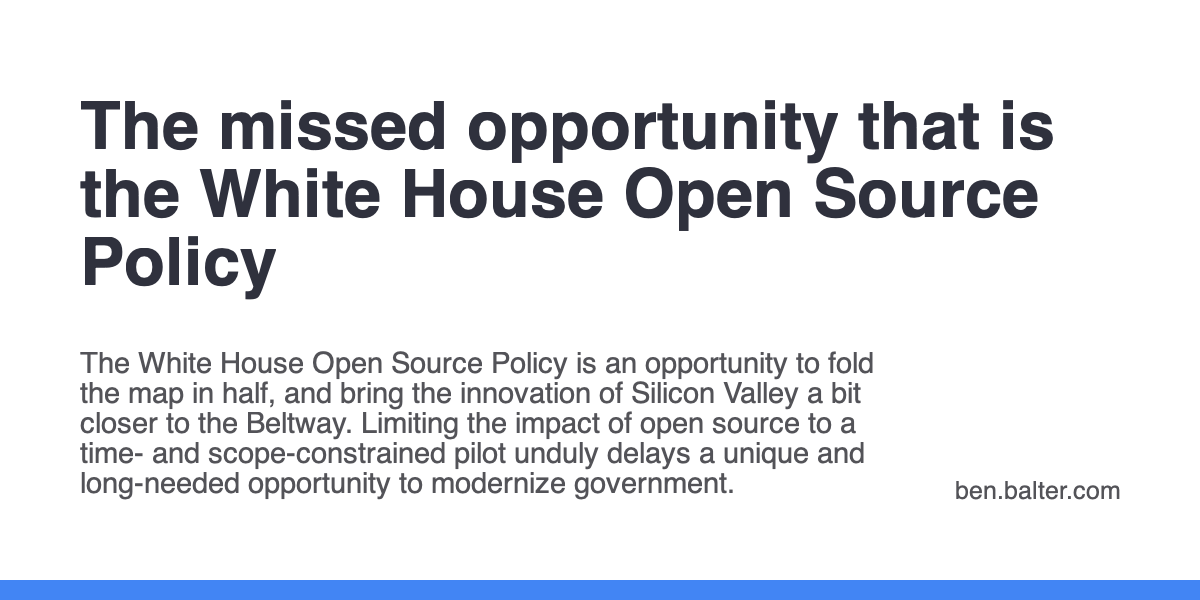 The missed opportunity that is
the White House Open Source
Policy
The White House Open Source Policy is an opportunity to fold
the map in half, and bring the innovation of Silicon Valley a bit
closer to the Beltway. Limiting the impact of open source to a
time- and scope-constrained pilot unduly delays a unique and
long-needed opportunity to modernize government.
ben.balter.com